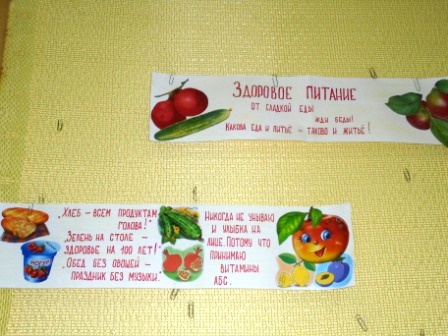 Здоровое питание
От сладкой еды
жди беды!
Какова еда и питьё – таково и житьё!
„Хлеб – всем продуктам
голова!"
„Зелень на столе –
здоровье на 100 лет!"
„Обед без овощей –
праздник без музыки."
Никогда не унываю
и улыбка на
лице. Потому что
принимаю
витамины
АБС.